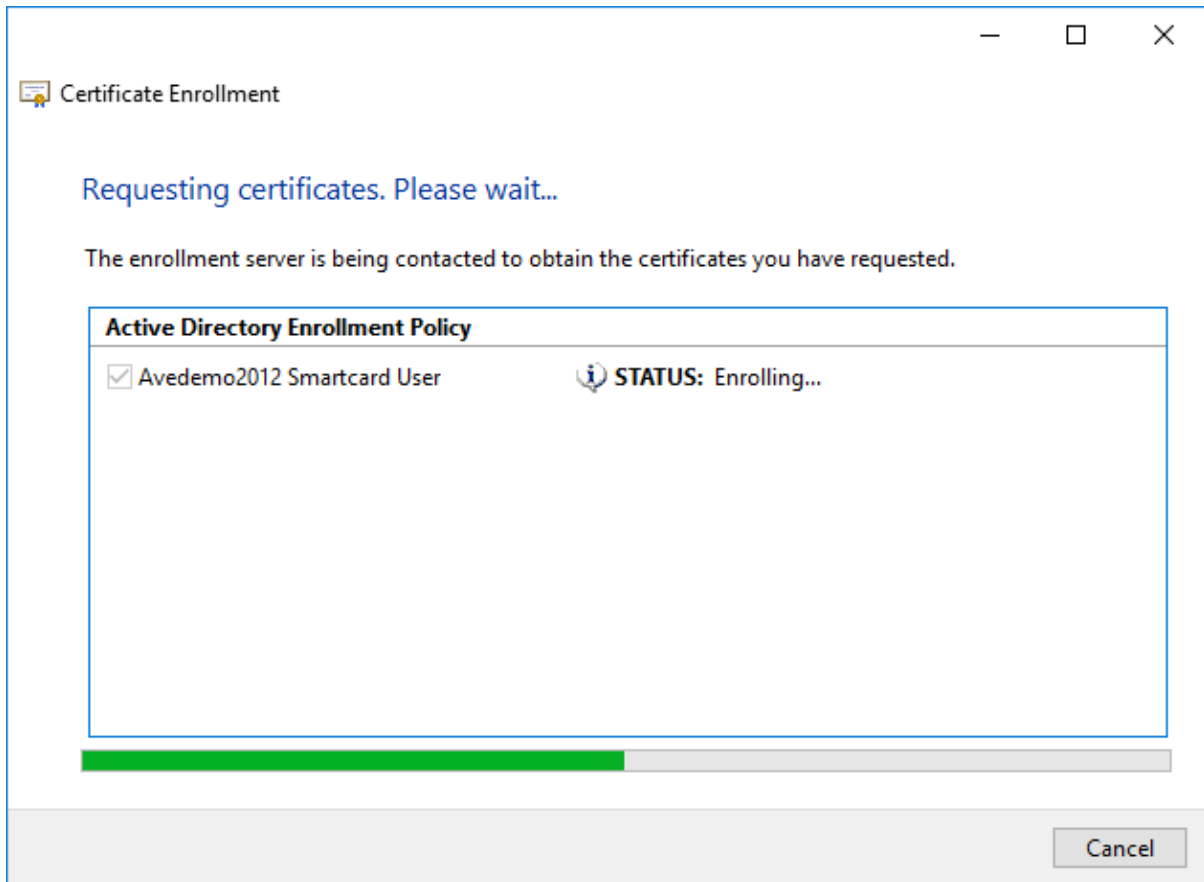 Certificate Enrollment
Requesting certificates. Please wait...
The enrollment server is being contacted to obtain the certificates you have requested.
Active Directory Enrollment Policy
Avedemo2012 Smartcard User STATUS: Enrolling...
Cancel